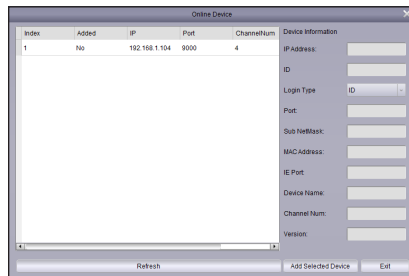 Online Device
Index Added IP Port ChannelNum
1 No 192.168.1.104 9000 4
Device Information
IP Address:
ID
Login Type ID
Port:
Sub NetMask:
MAC Address:
IE Port
Device Name:
Channel Num:
Version:
Refresh Add Selected Device Exit